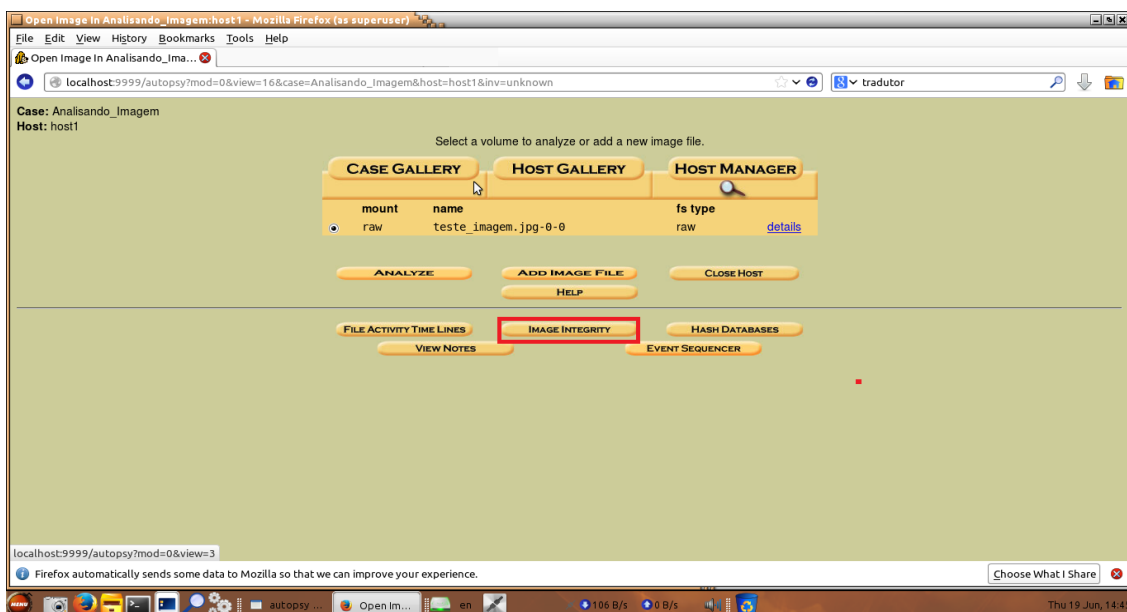 Open Image In Analisando_Imagem:host1 - Mozilla Firefox (as superuser)
File Edit View History Bookmarks Tools Help
Open Image In Analisando_Ima...
localhost:9999/autopsy?mod=0&view=16&case=Analisando_Imagem&host=host1&inv=unknown tradutor
Case: Analisando_Imagem
Host: host1
Select a volume to analyze or add a new image file.
CASE GALLERY HOST GALLERY HOST MANAGER
mount name fs type
raw teste_imagem.jpg-0-0 raw details
ANALYZE ADD IMAGE FILE CLOSE HOST
HELP
FILE ACTIVITY TIME LINES IMAGE INTEGRITY HASH DATABASES
VIEW NOTES EVENT SEQUENCER
localhost:9999/autopsy?mod=0&view=3
Firefox automatically sends some data to Mozilla so that we can improve your experience. Choose What I Share
MENU autopsy ... Open Im... en 106 B/s 0 B/s Thu 19 Jun, 14:4